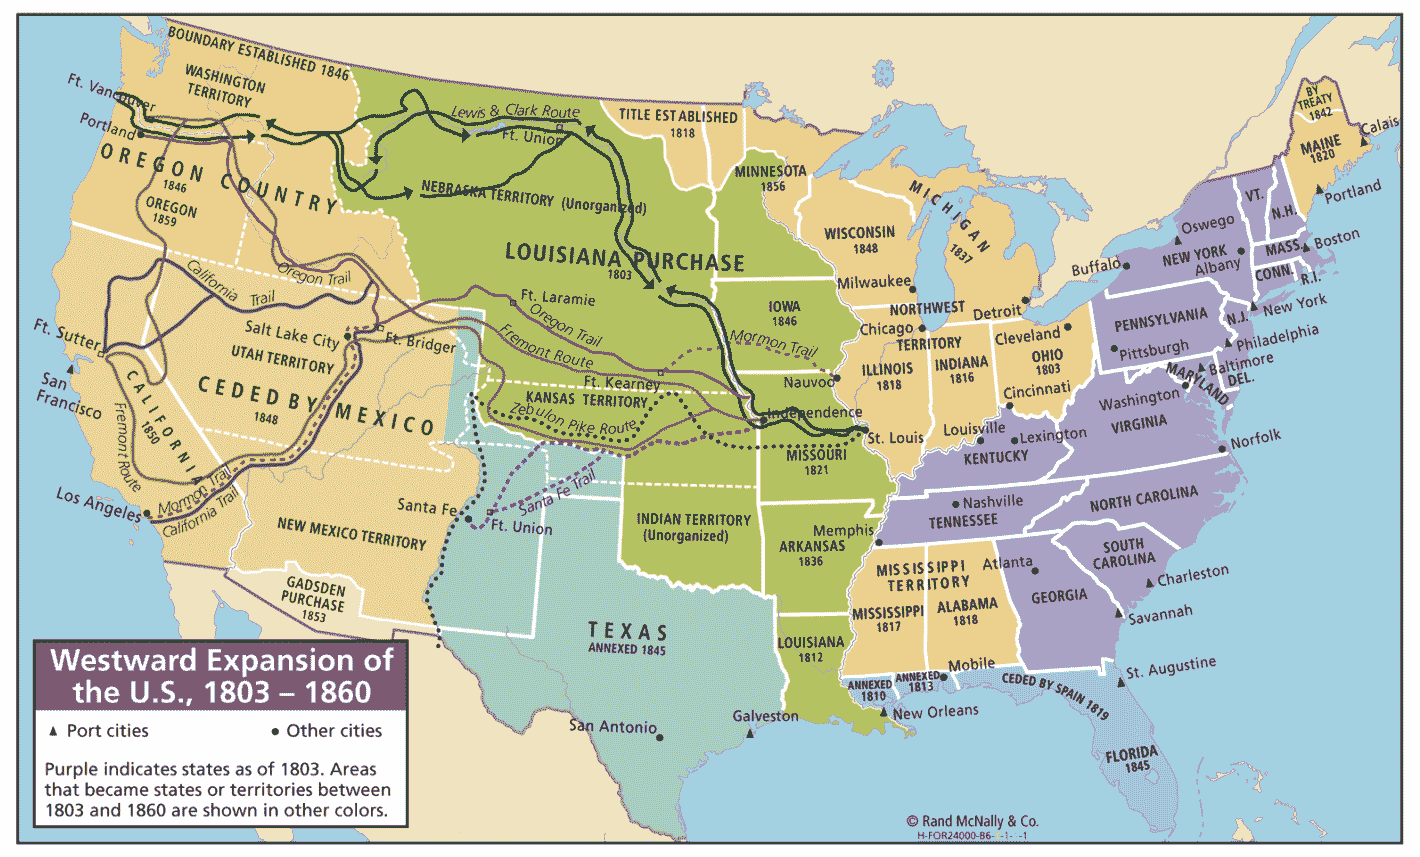 BOUNDARY ESTABLISHED 1846
WASHINGTON
TERRITORY
Ft. Vancouver
Portland
OREGON COUNTRY
1846
OREGON
1859
Lewis & Clark Route
Ft. Union
NEBRASKA TERRITORY (Unorganized)
LOUISIANA PURCHASE
1803
TITLE ESTABLISHED
1818
MINNESOTA
1856
MICHIGAN
1837
WISCONSIN
1848
Milwaukee
NORTHWEST
TERRITORY
Detroit
Chicago
Cleveland
BY
TREATY
1842
MAINE
1820
Calais
Portland
VT.
N.H.
Oswego
NEW YORK
Albany
MASS.
Boston
CONN.
R.I.
Buffalo
New York
N.J.
PENNSYLVANIA
Pittsburgh
Philadelphia
Baltimore
MARYLAND
DEL.
Washington
VIRGINIA
Norfolk
California Trail
Oregon Trail
Ft. Laramie
Oregon Trail
Fremont Route
Ft. Kearney
Mormon Trail
IOWA
1846
Nauvoo
ILLINOIS
1818
INDIANA
1816
OHIO
1803
Cincinnati
Ft. Sutter
San
Francisco
Salt Lake City
Ft. Bridger
UTAH TERRITORY
CEDED BY MEXICO
1848
CALIFORNIA
1850
Fremont Route
KANSAS TERRITORY
Zebulon Pike Route
Independence
St. Louis
MISSOURI
1821
Louisville
Lexington
KENTUCKY
Los Angeles
Mormon Trail
California Trail
Santa Fe
Ft. Union
Santa Fe Trail
NEW MEXICO TERRITORY
INDIAN TERRITORY
(Unorganized)
Memphis
ARKANSAS
1836
Nashville
TENNESSEE
NORTH CAROLINA
SOUTH
CAROLINA
Charleston
MISSISSIPPI
TERRITORY
Atlanta
GEORGIA
Savannah
MISSISSIPPI
1817
ALABAMA
1818
GADSDEN
PURCHASE
1853
TEXAS
ANNEXED 1845
LOUISIANA
1812
ANNEXED
1810
ANNEXED
1813
Mobile
CEDED BY SPAIN 1819
St. Augustine
New Orleans
San Antonio
Galveston
FLORIDA
1845
Westward Expansion of
the U.S., 1803 – 1860
Port cities
Other cities
Purple indicates states as of 1803. Areas
that became states or territories between
1803 and 1860 are shown in other colors.
© Rand McNally & Co.